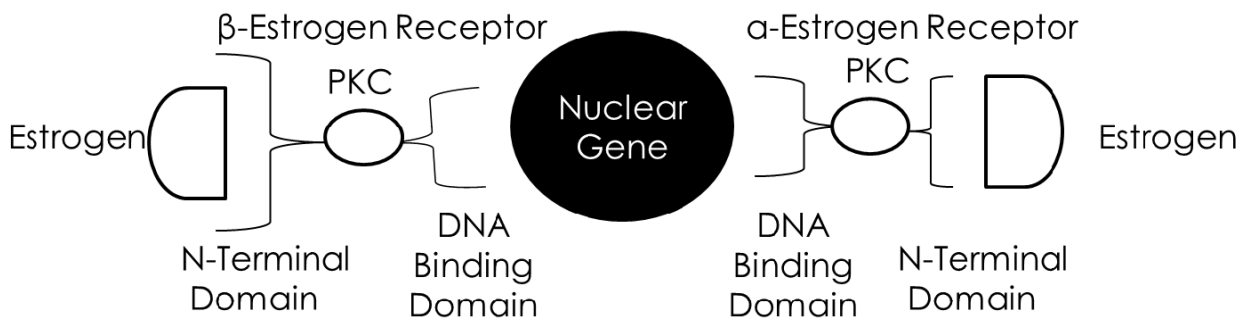 β-Estrogen Receptor
α-Estrogen Receptor
PKC
PKC
Estrogen
Nuclear
Gene
Estrogen
N-Terminal
Domain
DNA
Binding
Domain
DNA
Binding
Domain
N-Terminal
Domain